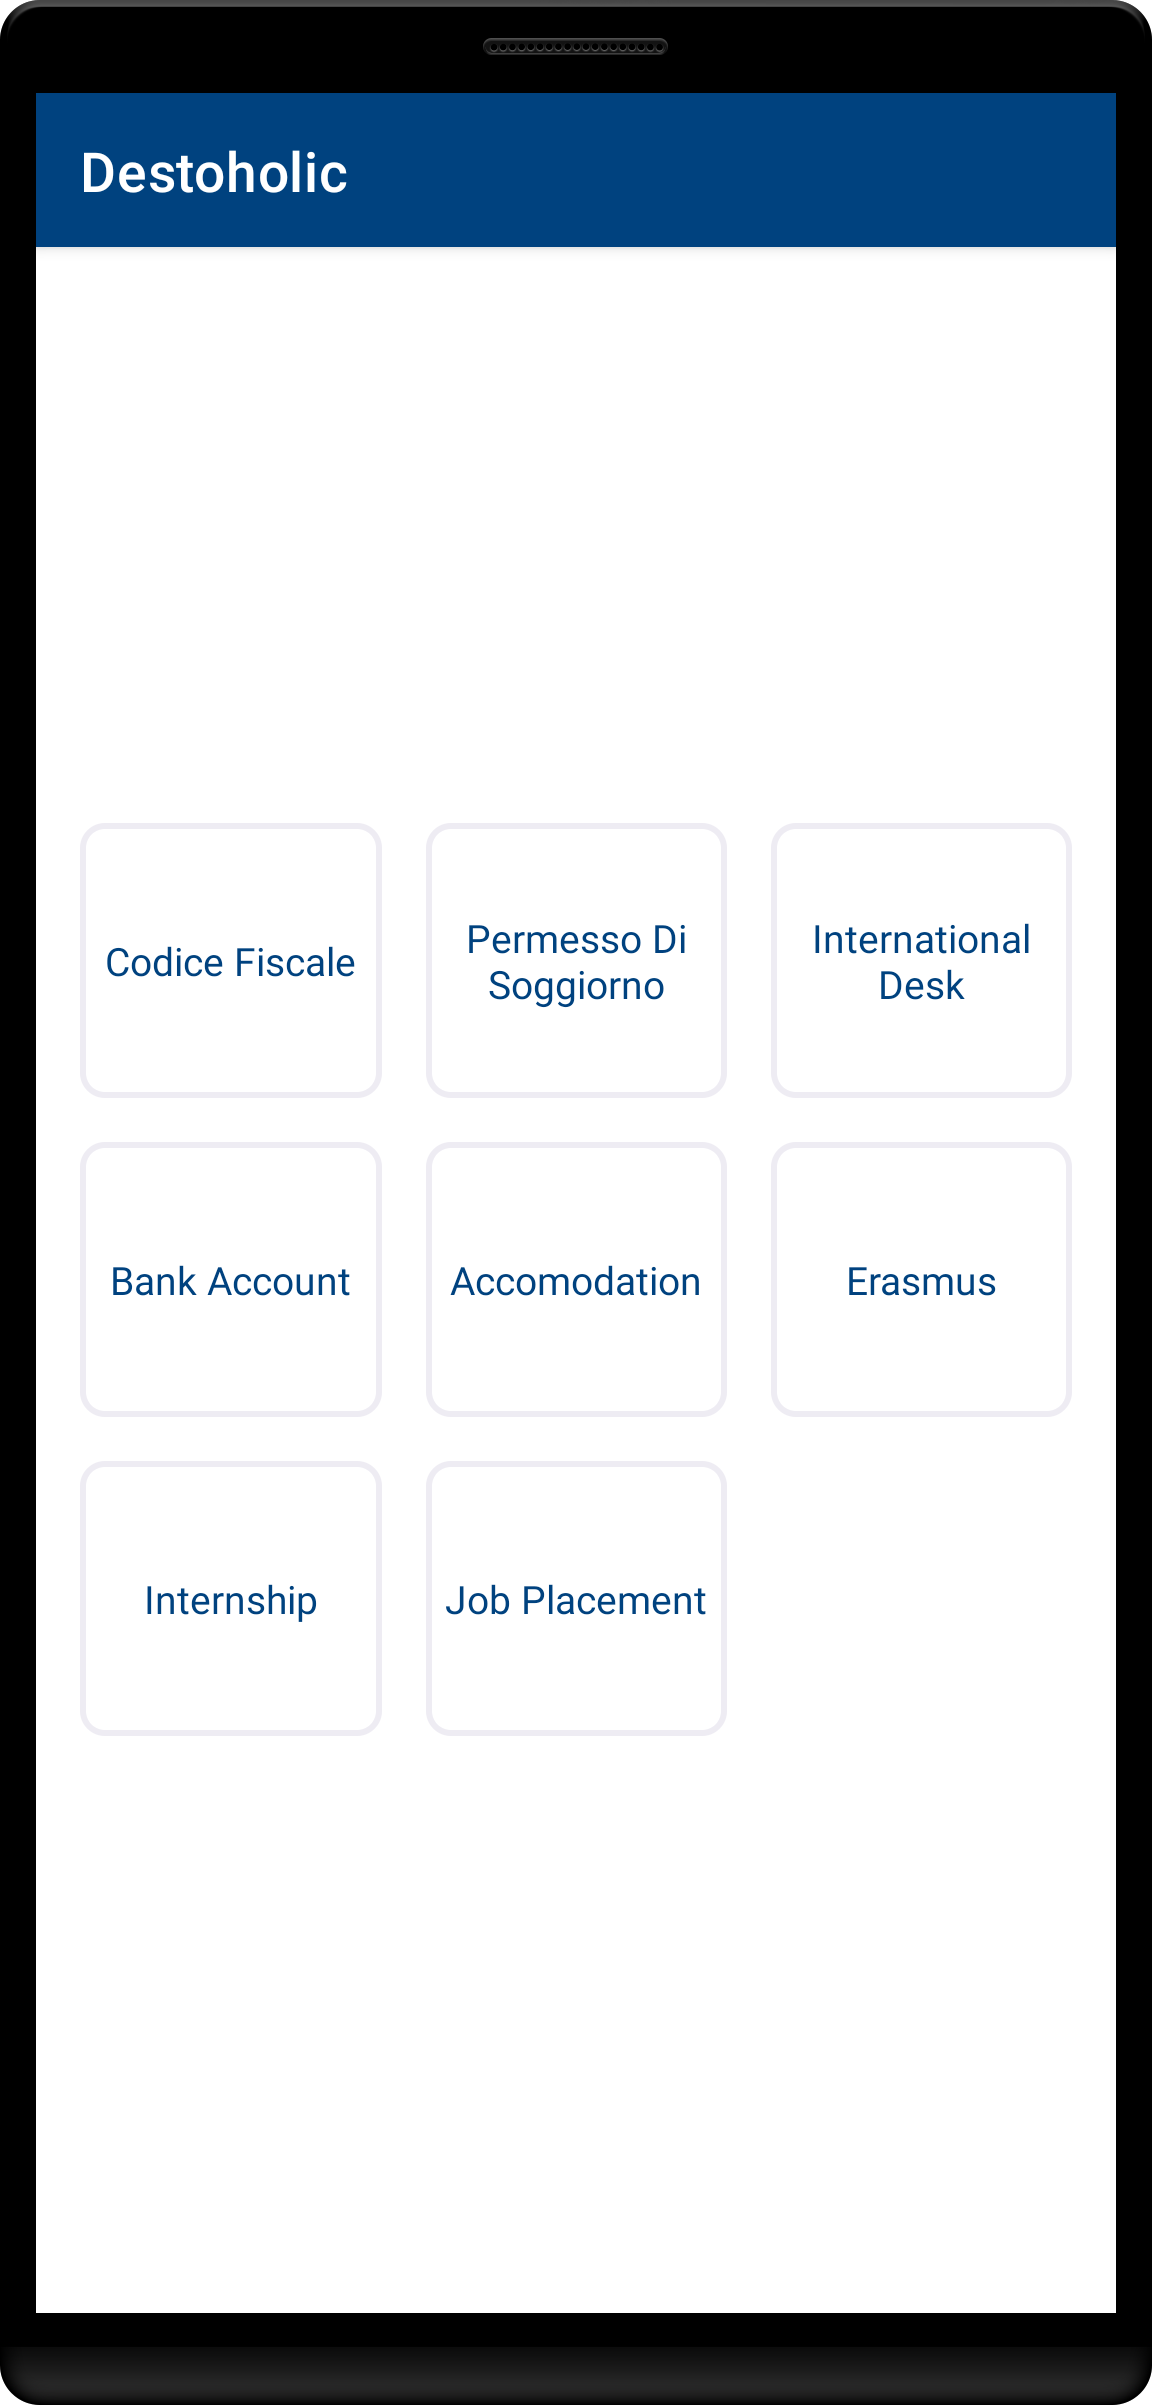 Destoholic
Codice Fiscale
Permesso Di
Soggiorno
International
Desk
Bank Account
Accomodation
Erasmus
Internship
Job Placement